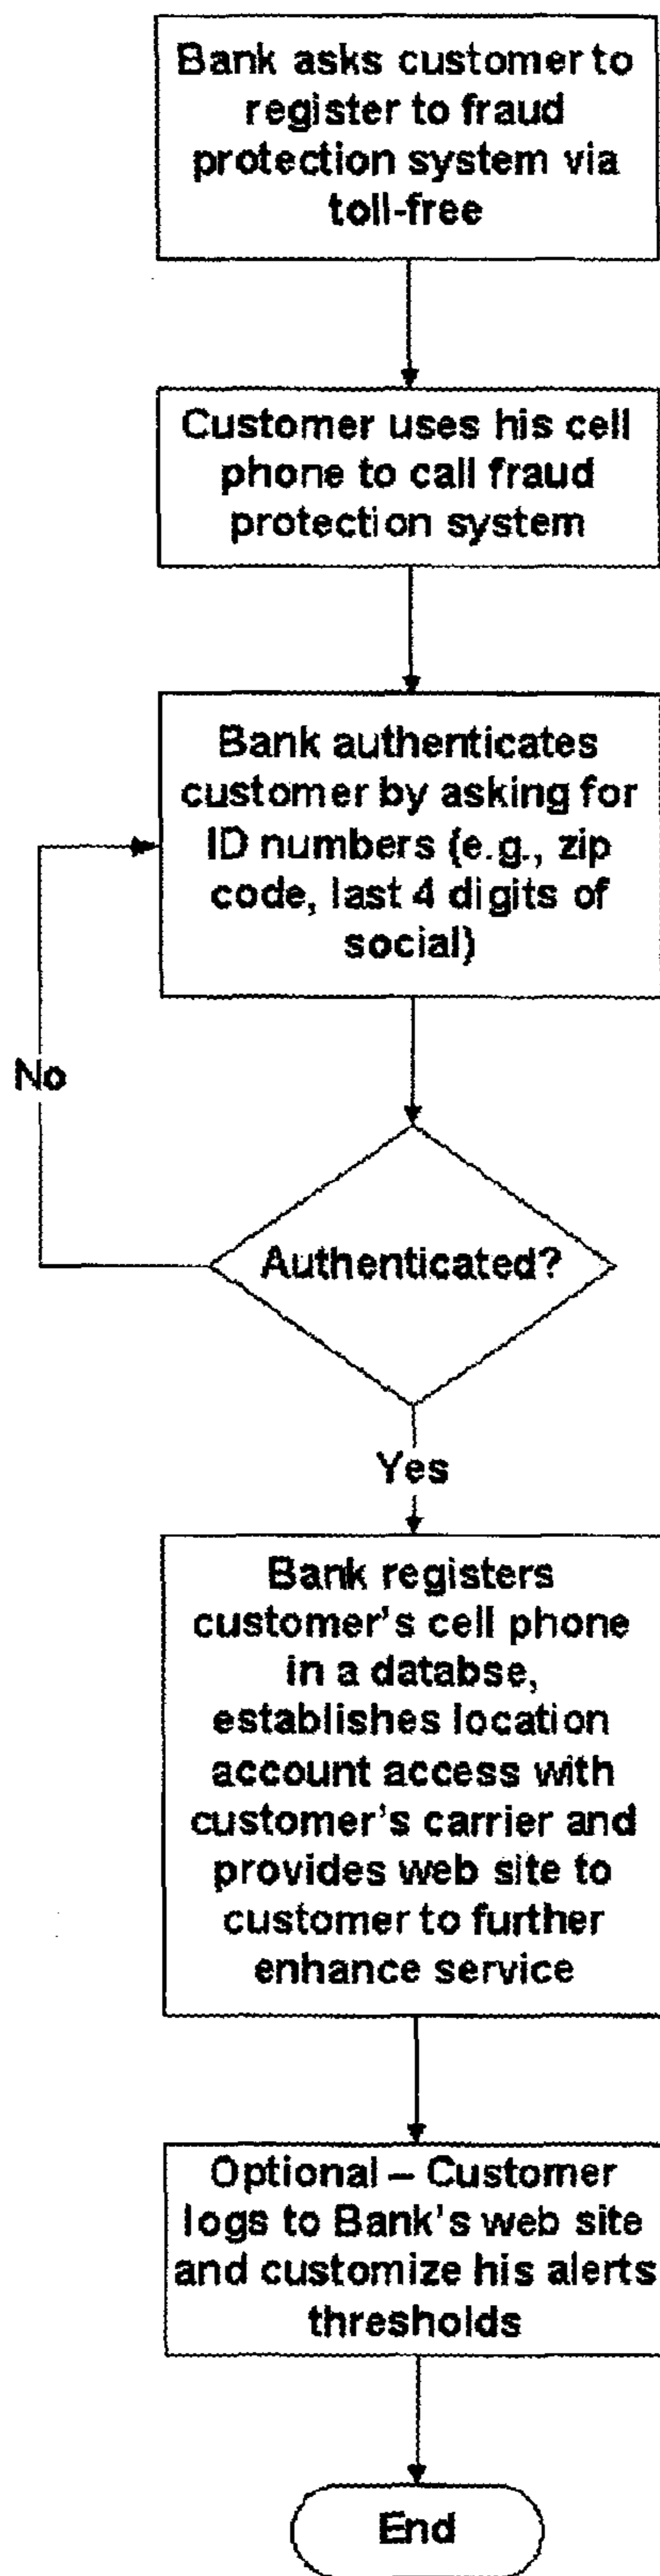 Bank asks customer to
register to fraud
protection system via
toll-free
Customer uses his cell
phone to call fraud
protection system
Bank authenticates
customer by asking for
ID numbers (e.g., zip
code, last 4 digits of
social)
No
Authenticated?
Yes
Bank registers
customer's cell phone
in a databse,
establishes location
account access with
customer's carrier and
provides web site to
customer to further
enhance service
Optional – Customer
logs to Bank's web site
and customize his alerts
thresholds
End